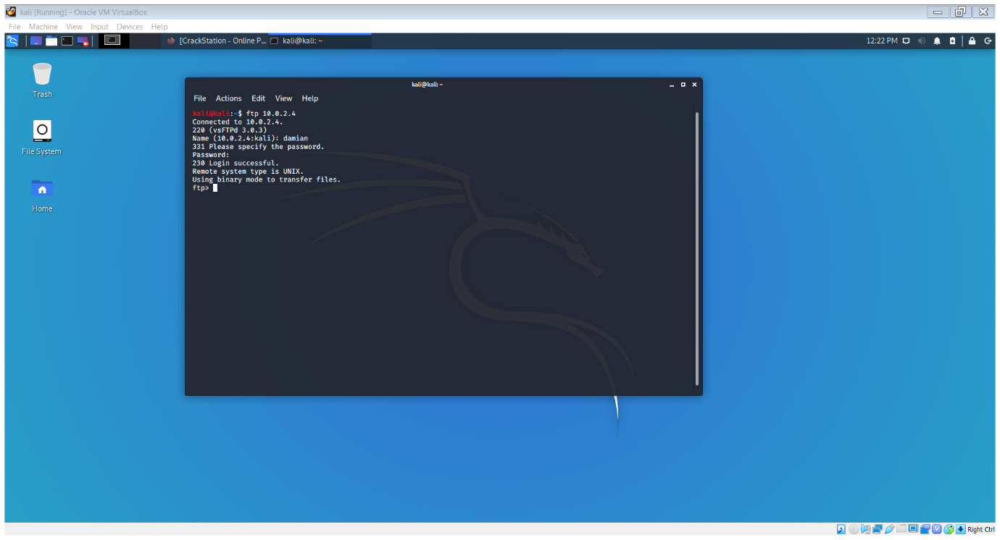 kali [Running] - Oracle VM VirtualBox
File Machine View Input Devices Help
[CrackStation - Online P... kali@kali: ~ 12:22 PM
Trash
File System
Home
kali@kali: ~
File Actions Edit View Help
kali@kali:~$ ftp 10.0.2.4
Connected to 10.0.2.4.
220 (vsFTPd 3.0.3)
Name (10.0.2.4:kali): damian
331 Please specify the password.
Password:
230 Login successful.
Remote system type is UNIX.
Using binary mode to transfer files.
ftp>
Right Ctrl